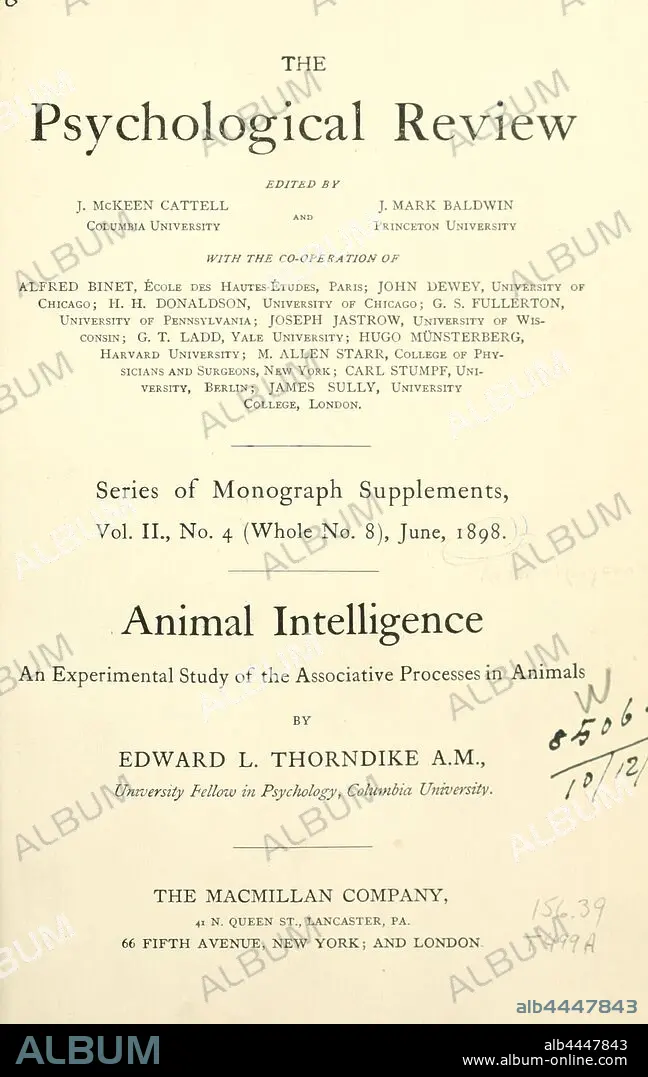 THE
Psychological Review
EDITED BY
J. McKEEN CATTELL
COLUMBIA UNIVERSITY
AND
J. MARK BALDWIN
PRINCETON UNIVERSITY
WITH THE CO-OPERATION OF
ALFRED BINET, ÉCOLE DES HAUTES-ÉTUDES, PARIS; JOHN DEWEY, UNIVERSITY OF
CHICAGO; H. H. DONALDSON, UNIVERSITY OF CHICAGO; G. S. FULLERTON,
UNIVERSITY OF PENNSYLVANIA; JOSEPH JASTROW, UNIVERSITY OF WIS-
CONSIN; G. T. LADD, YALE UNIVERSITY; HUGO MÜNSTERBERG,
HARVARD UNIVERSITY; M. ALLEN STARR, COLLEGE OF PHY-
SICIANS AND SURGEONS, NEW YORK; CARL STUMPF, UNI-
VERSITY, BERLIN; JAMES SULLY, UNIVERSITY
COLLEGE, LONDON.
Series of Monograph Supplements,
Vol. II., No. 4 (Whole No. 8), June, 1898.
Animal Intelligence
An Experimental Study of the Associative Processes in Animals
BY
EDWARD L. THORNDIKE A.M.,
University Fellow in Psychology, Columbia University.
W
8506
10/12/
THE MACMILLAN COMPANY,
41 N. QUEEN ST., LANCASTER, PA.
66 FIFTH AVENUE, NEW YORK; AND LONDON.
156.39
T499A
alb4447843
ALBUM
alb4447843
www.album-online.com